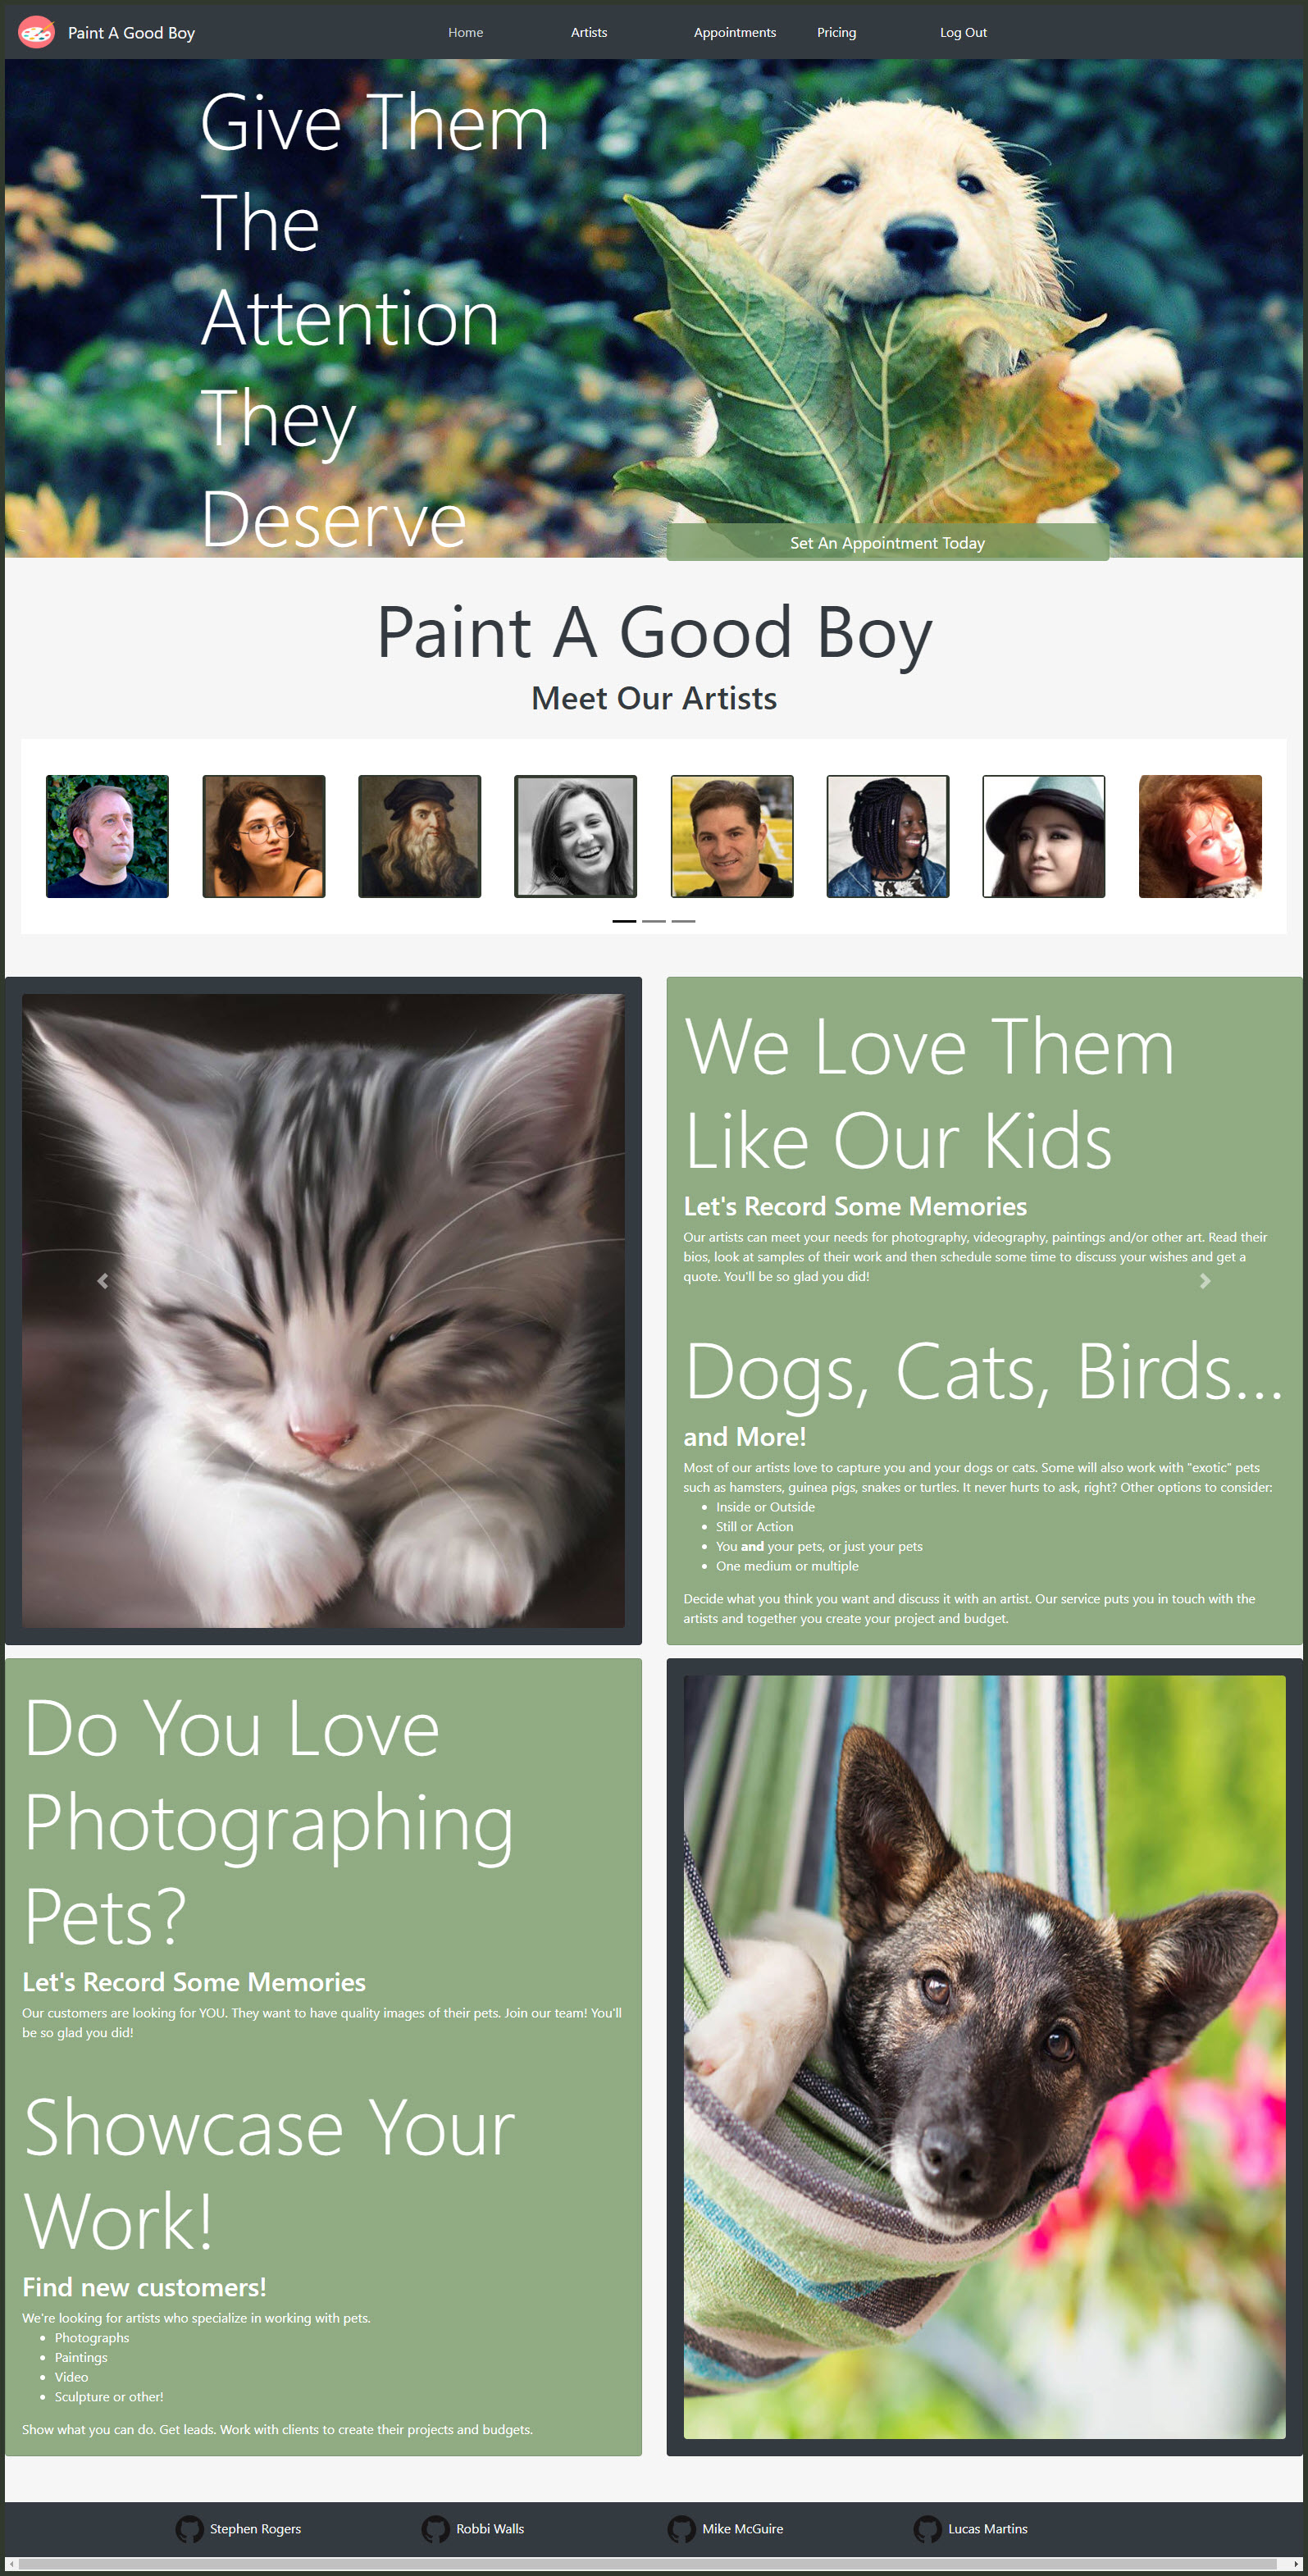 Paint A Good Boy
Home
Artists
Appointments
Pricing
Log Out
Give Them
The
Attention
They
Deserve
Set An Appointment Today
Paint A Good Boy
Meet Our Artists
We Love Them
Like Our Kids
Let's Record Some Memories
Our artists can meet your needs for photography, videography, paintings and/or other art. Read their
bios, look at samples of their work and then schedule some time to discuss your wishes and get a
quote. You'll be so glad you did!
Dogs, Cats, Birds...
and More!
Most of our artists love to capture you and your dogs or cats. Some will also work with "exotic" pets
such as hamsters, guinea pigs, snakes or turtles. It never hurts to ask, right? Other options to consider:
• Inside or Outside
• Still or Action
• You and your pets, or just your pets
• One medium or multiple
Decide what you think you want and discuss it with an artist. Our service puts you in touch with the
artists and together you create your project and budget.
Do You Love
Photographing
Pets?
Let's Record Some Memories
Our customers are looking for YOU. They want to have quality images of their pets. Join our team! You'll
be so glad you did!
Showcase Your
Work!
Find new customers!
We're looking for artists who specialize in working with pets.
• Photographs
• Paintings
• Video
• Sculpture or other!
Show what you can do. Get leads. Work with clients to create their projects and budgets.
Stephen Rogers
Robbi Walls
Mike McGuire
Lucas Martins